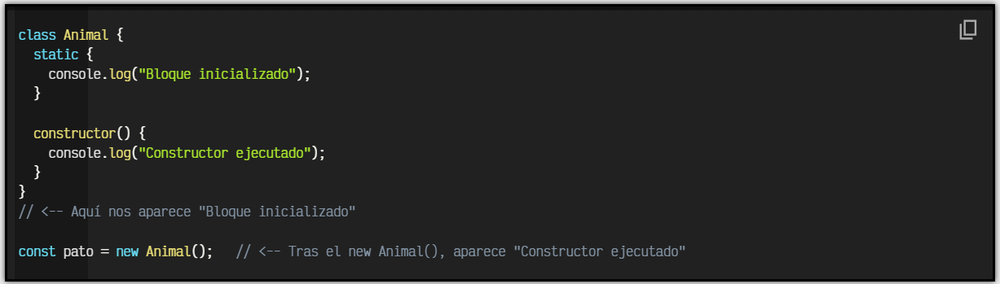 class Animal {
  static {
    console.log("Bloque inicializado");
  }

  constructor() {
    console.log("Constructor ejecutado");
  }
}
// <-- Aquí nos aparece "Bloque inicializado"

const pato = new Animal();   // <-- Tras el new Animal(), aparece "Constructor ejecutado"